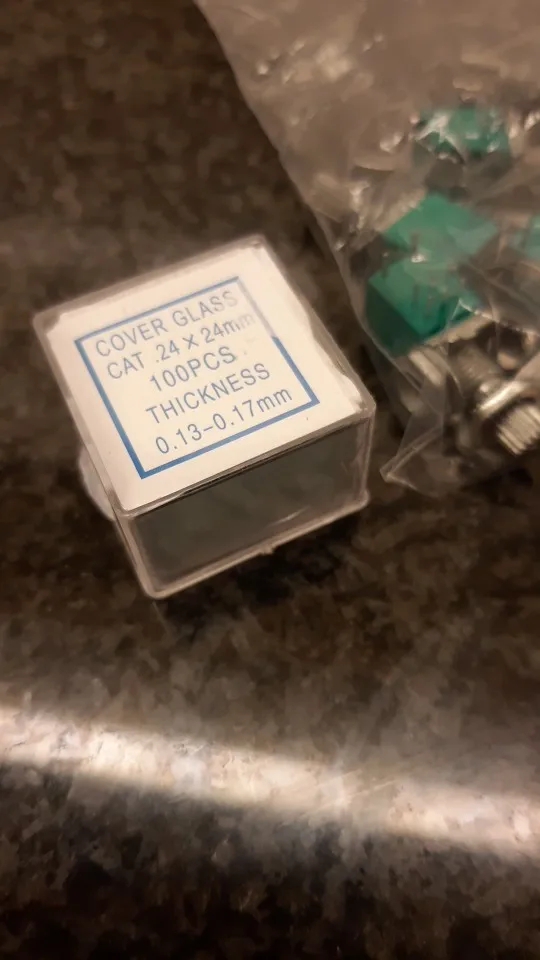 COVER GLASS
CAT .24 X 24mm
100PCS.
THICKNESS
0.13-0.17mm